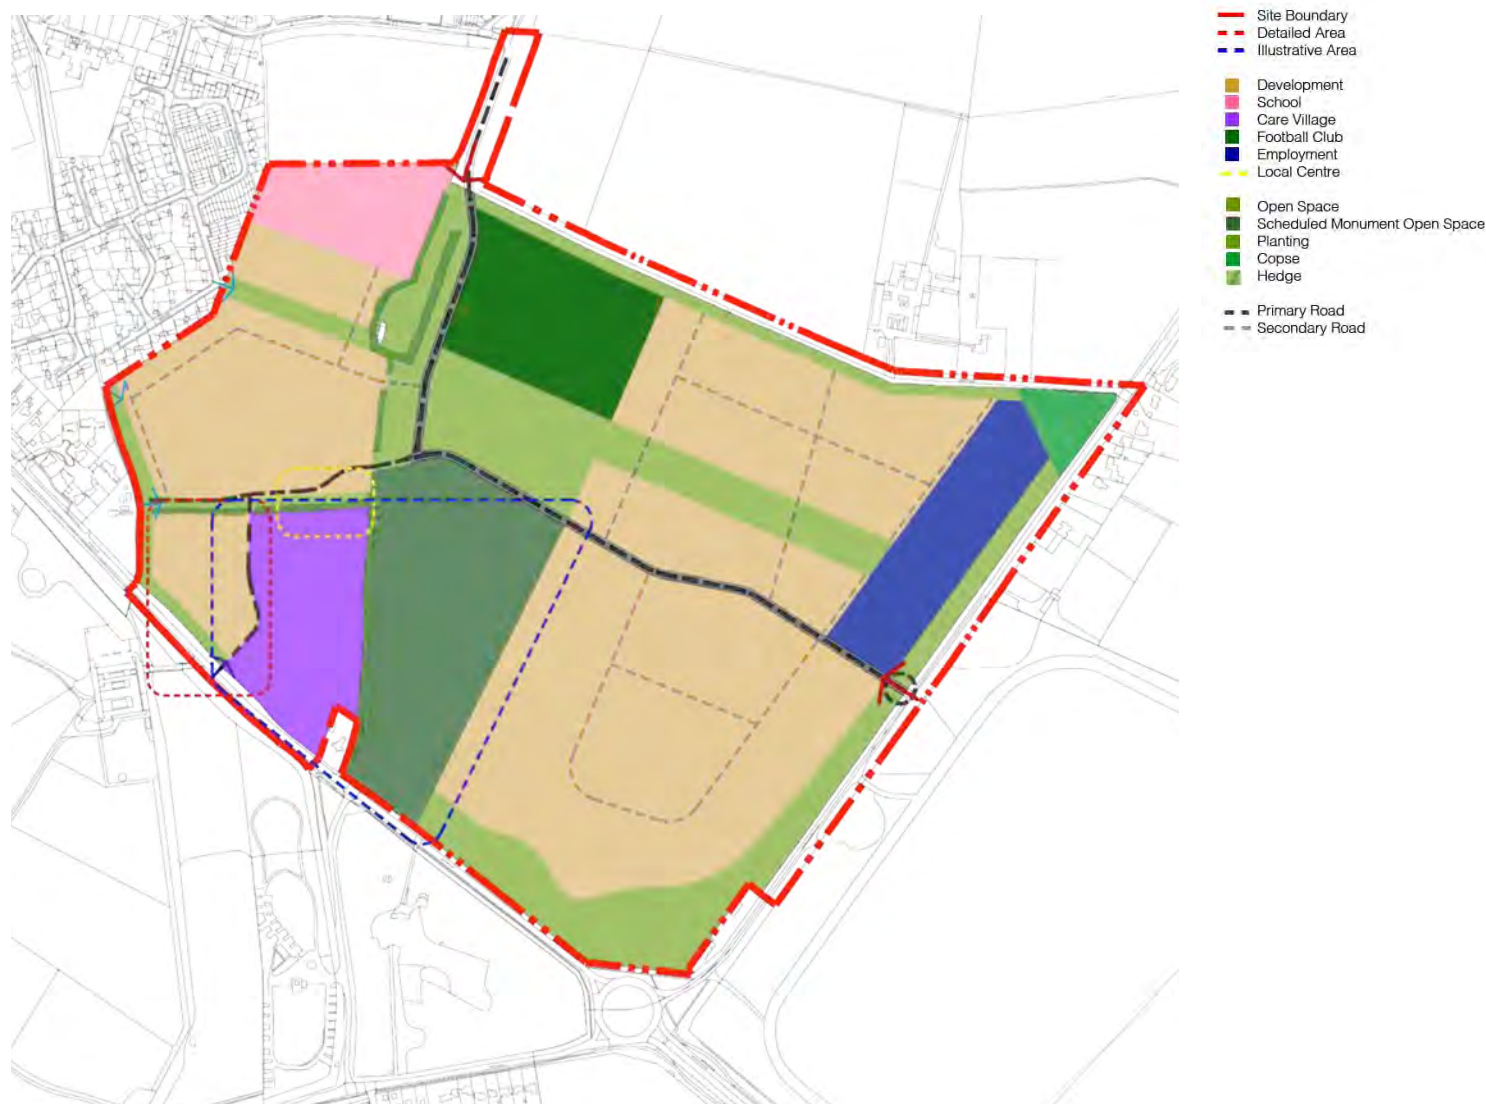 Site Boundary
Detailed Area
Illustrative Area
Development
School
Care Village
Football Club
Employment
Local Centre
Open Space
Scheduled Monument Open Space
Planting
Copse
Hedge
Primary Road
Secondary Road